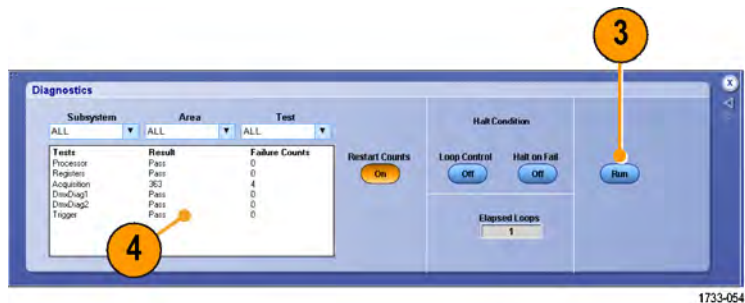 3
Diagnostics
X
Subsystem Area Test
ALL ALL ALL
Halt Condition
Tests Result Failure Counts
Processor Pass 0
Registers Pass 0
Acquisition 363 4
DmxDiag1 Pass 0
DmxDiag2 Pass 0
Trigger Pass 0
Restart Counts
On
Loop Control Halt on Fail
Off Off
Run
Elapsed Loops
1
4
1733-054